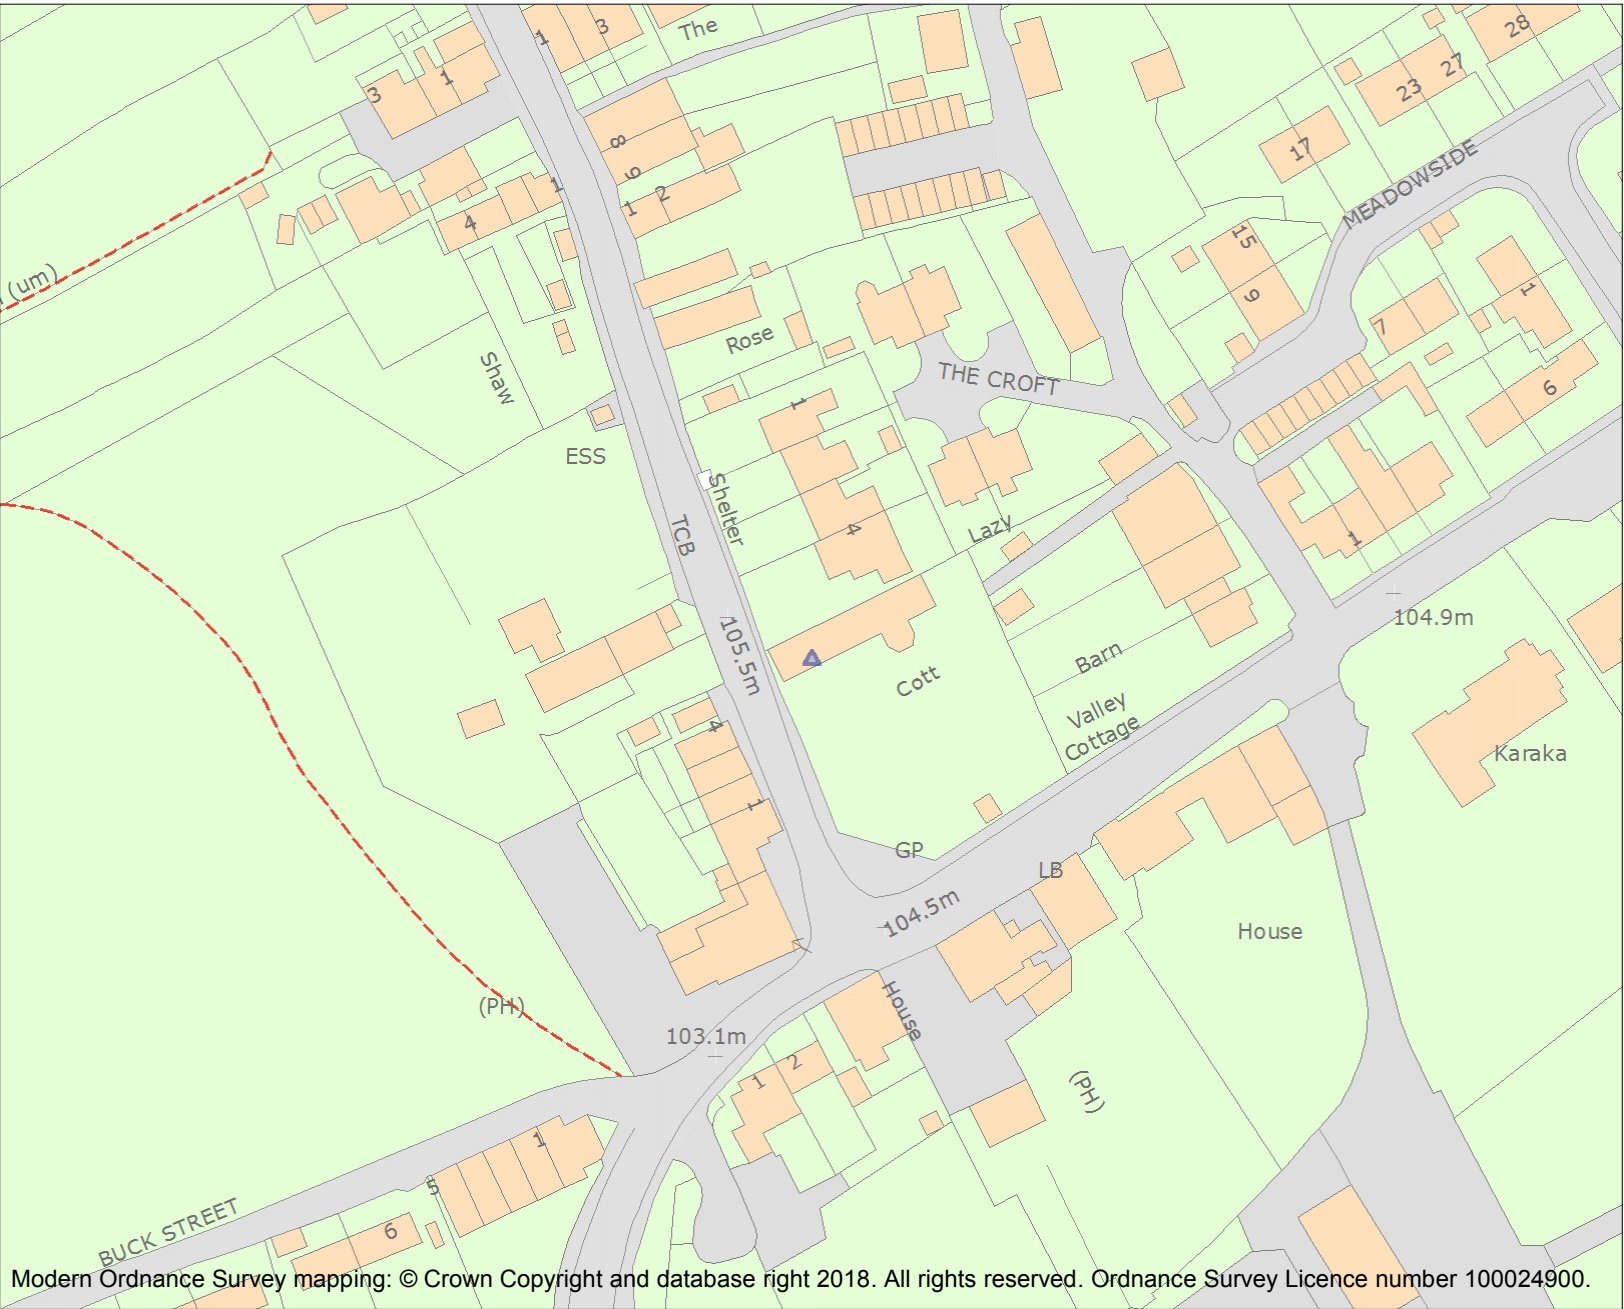 The
1
3
28
27
23
3
1
8
9
17
MEADOWSIDE
1
4
1
2
15
9
(um)
1
7
Rose
Shaw
THE CROFT
6
1
ESS
Shelter
TCB
4
Lazy
1
104.9m
105.5m
Barn
Cott
Valley
Cottage
4
Karaka
1
GP
LB
104.5m
House
(PH)
House
103.1m
2
1
(PH)
1
5
BUCK STREET
6
Modern Ordnance Survey mapping: © Crown Copyright and database right 2018. All rights reserved. Ordnance Survey Licence number 100024900.